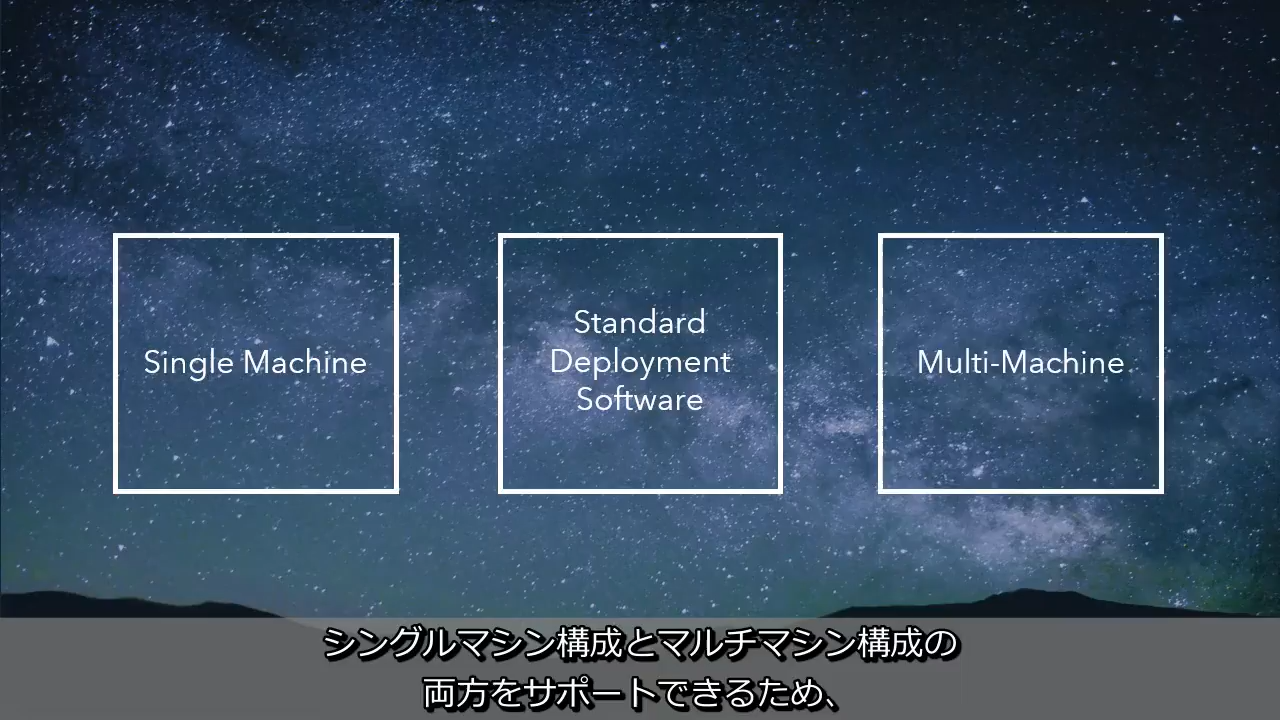 Single Machine
Standard
Deployment
Software
Multi-Machine
シングルマシン構成とマルチマシン構成の
両方をサポートできるため、